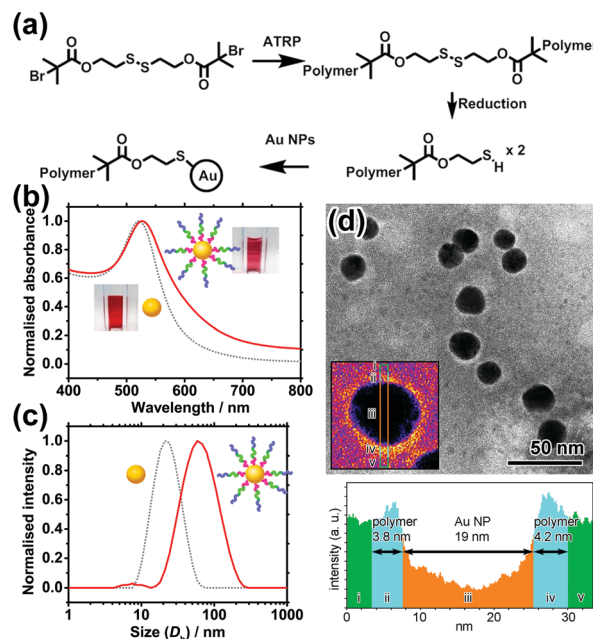 (a)
Br
O
O
S
S
O
O
Br
ATRP
Polymer
O
O
S
S
O
O
Polymer
Reduction
Polymer
O
O
S
Au
Au NPs
Polymer
O
O
S
H
x 2
(b)
Normalised absorbance
1.0
0.8
0.6
0.4
0.2
0.0
400 500 600 700 800
Wavelength / nm
(c)
Normalised intensity
1.0
0.8
0.6
0.4
0.2
0.0
1 10 100 1000
Size (Dn) / nm
(d)
i
ii
iii
iv
v
50 nm
intensity (a. u.)
polymer
3.8 nm
Au NP
19 nm
polymer
4.2 nm
i ii iii iv v
0 10 20 30
nm